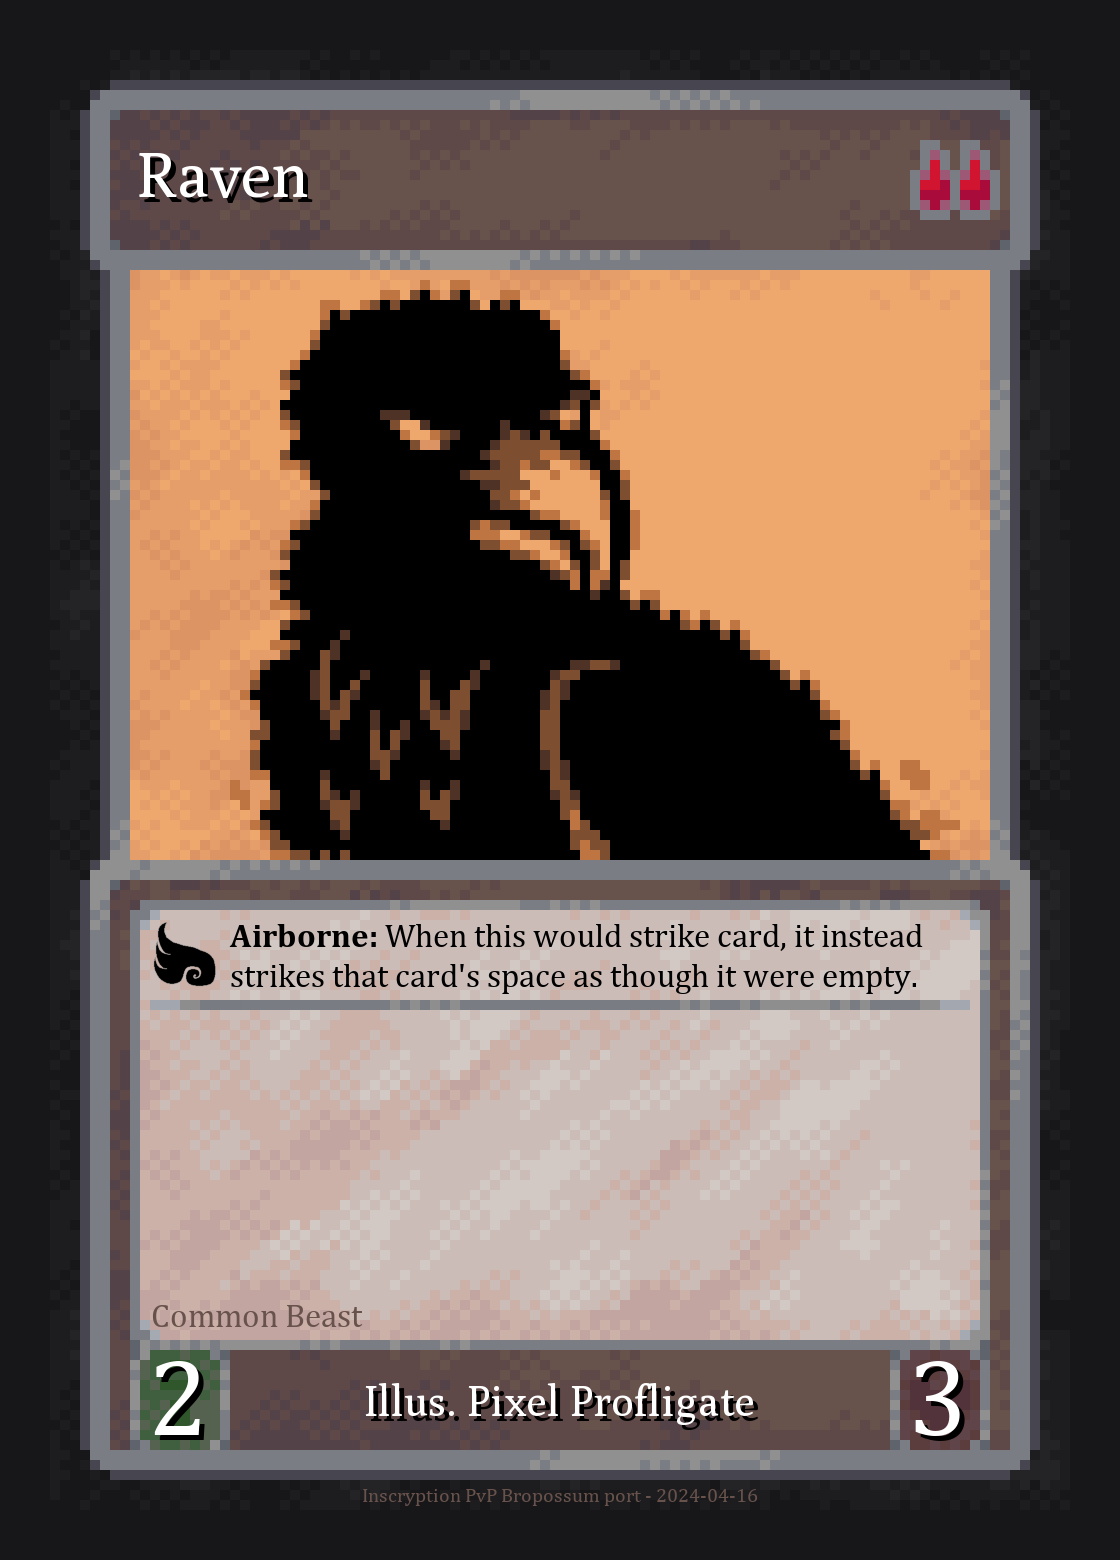 Raven
Airborne: When this would strike card, it instead
strikes that card's space as though it were empty.
Common Beast
2
Illus. Pixel Profligate
3
Inscryption PvP Bropossum port - 2024-04-16